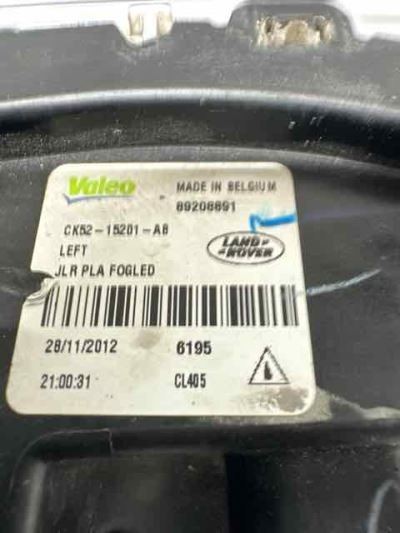 Valeo
MADE IN BELGIUM
89208891
CK52-15201-AB
LEFT
LAND ROVER
JLR PLA FOGLED
28/11/2012 6195
21:00:31 CL405